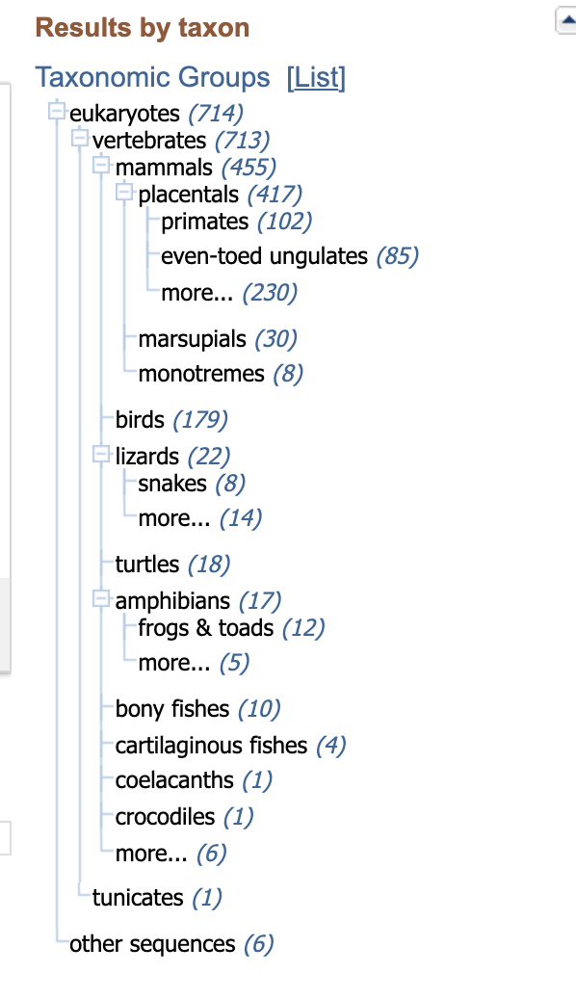 Results by taxon
Taxonomic Groups [List]
eukaryotes (714)
vertebrates (713)
mammals (455)
placentals (417)
primates (102)
even-toed ungulates (85)
more... (230)
marsupials (30)
monotremes (8)
birds (179)
lizards (22)
snakes (8)
more... (14)
turtles (18)
amphibians (17)
frogs & toads (12)
more... (5)
bony fishes (10)
cartilaginous fishes (4)
coelacanths (1)
crocodiles (1)
more... (6)
tunicates (1)
other sequences (6)